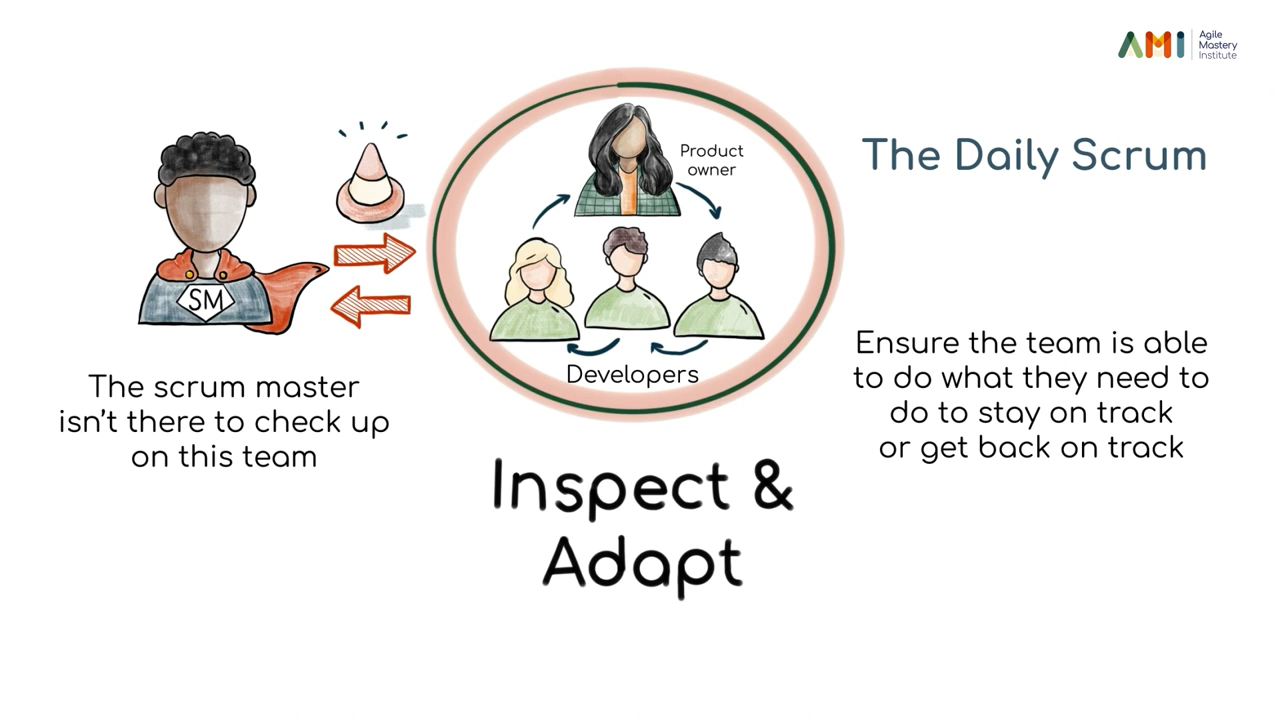 AMI
Agile
Mastery
Institute
The Daily Scrum
Product
owner
SM
Developers
The scrum master
isn't there to check up
on this team
Ensure the team is able
to do what they need to
do to stay on track
or get back on track
Inspect &
Adapt